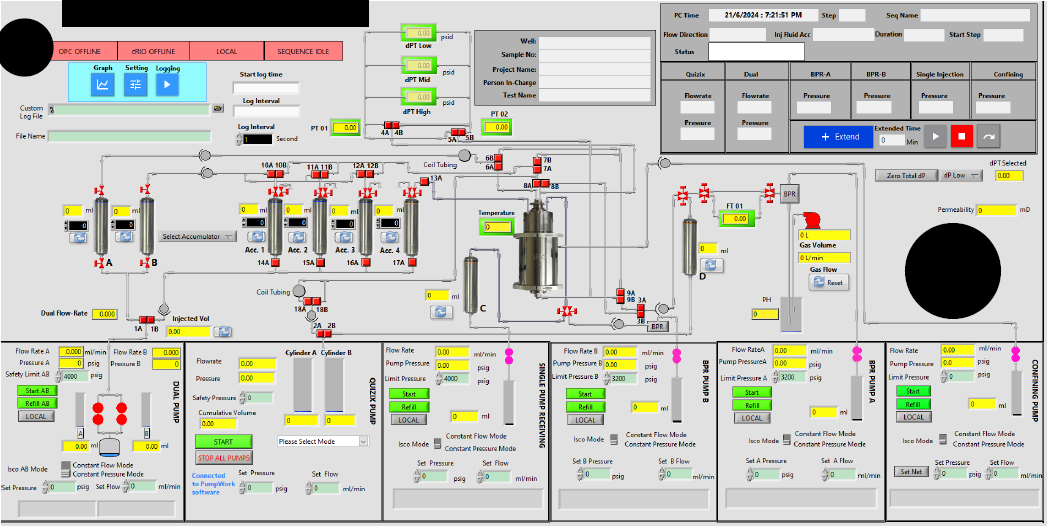 OPC OFFLINE cRIO OFFLINE LOCAL SEQUENCE IDLE
Graph Setting Logging
Custom Log File %
File Name
Start log time
Log Interval
Log Interval
1 Second
0.00 psid
dPT Low
0.00 psid
dPT Mid
0.00 psid
dPT High
PT 01 0.00
4A 4B
5A 5B
PT 02
0.00
Well:
Sample No:
Project Name:
Person In-Charge
Test Name
PC Time 21/6/2024 : 7:21:51 PM Step Seq Name
Flow Direction Inj Fluid Acc Duration Start Step
Status
Quizix Dual BPR-A BPR-B Single Injection Confining
Flowrate Flowrate Pressure Pressure Pressure Pressure
Pressure Pressure
+ Extend Extended Time
0 Min
dPT Selected
Zero Total dP dP Low 0.00
Permeability 0 mD
Coil Tubing
6B
6A
7B
7A
8A 8B
10A 10B 11A 11B 12A 12B 13A
0 ml 0 ml 0 ml 0 ml 0 ml 0 ml
0 0 0 0 0 0
A B
Select Accumulator
Acc. 1 Acc. 2 Acc. 3 Acc. 4
14A 15A 16A 17A
Temperature
0
BPR
FT 01
0.00
0 ml
D
0 L
Gas Volume
0 L/min
Gas Flow
Reset
PH
0
Coil Tubing
18A 18B
0 ml
C
9A
9B
3A
3B
BPR
Dual Flow-Rate 0.000
1A 1B
Injected Vol
0.00
2A 2B
Flow Rate A 0.000 ml/min Flow Rate B 0.000
Pressure A 0 psig Pressure B 0
Safety Limit AB 4000 psig
Start AB
Refill AB
LOCAL
DUAL PUMP
A B
0.00 ml 0.00 ml
Isco AB Mode Constant Flow Mode
Constant Pressure Mode
Set Pressure 0 psig Set Flow 0 ml/min
Flowrate 0.00
Pressure 0.00
Safety Pressure 0
Cumulative Volume
0.00
START
STOP ALL PUMPS
Connected
to PumpWork
software
Cylinder A Cylinder B
0 0
Please Select Mode
Set Pressure Set Flow
0 psig 0 ml/min
QUIZIX PUMP
Flow Rate 0.00 ml/min
Pump Pressure 0.00 psig
Limit Pressure 4000 psig
Start
Refill
LOCAL
0 ml
Isco Mode Constant Flow Mode
Constant Pressure Mode
Set Pressure Set Flow
0 psig 0 ml/min
SINGLE PUMP RECEIVING
Flow Rate B 0.00 ml/min
Pump Pressure B 0.00 psig
Limit Pressure B 3200 psig
Start
Refill
LOCAL
0 ml
Isco Mode Constant Flow Mode
Constant Pressure Mode
Set B Pressure Set B Flow
0 psig 0 ml/min
BPR PUMP B
Flow RateA 0.00 ml/min
Pump PressureA 0.00 psig
Limit Pressure A 3200 psig
Start
Refill
LOCAL
0 ml
Isco Mode Constant Flow Mode
Constant Pressure Mode
Set A Pressure Set A Flow
0 psig 0 ml/min
BPR PUMP A
Flow Rate 0.00 ml/min
Pump Pressure 0.00 psig
Limit Pressure 0 psig
Start
Refill
LOCAL
0 ml
Isco Mode Constant Flow Mode
Constant Pressure Mode
Set Pressure Set Flow
Set Net 0 psig 0 ml/min
CONFINING PUMP